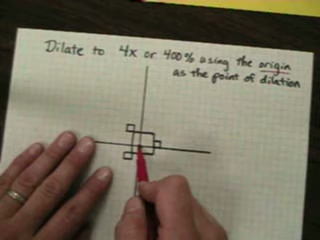 Dilate to 4x or 400% using the origin
as the point of dilation